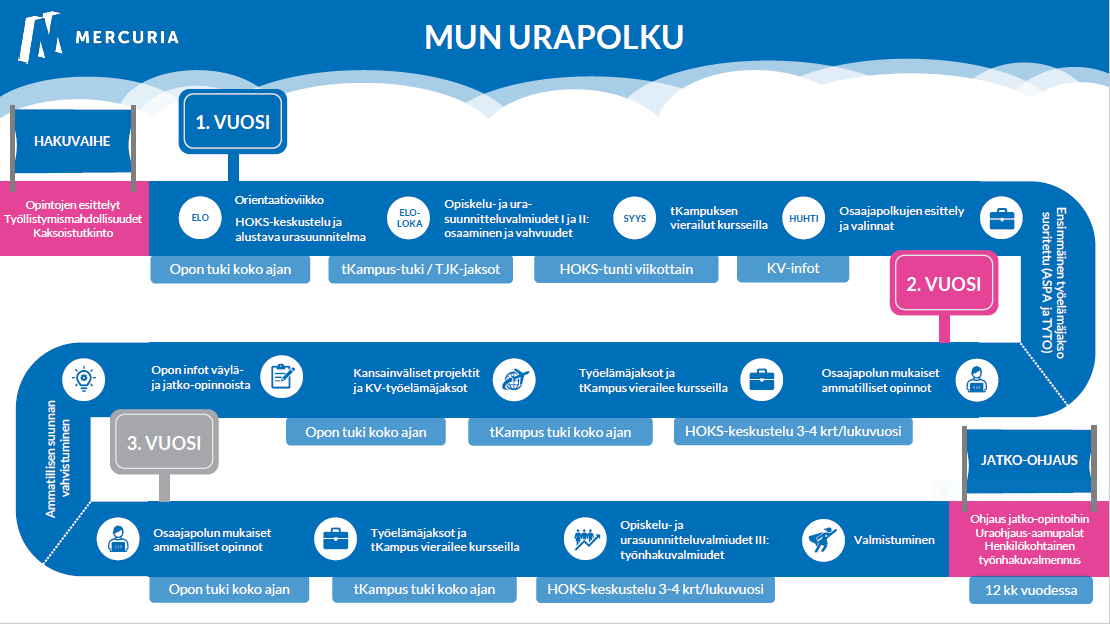 MERCURIA
MUN URAPOLKU
HAKUVAIHE
1. VUOSI
Opintojen esittelyt
Työllistymismahdollisuudet
Kaksoistutkinto
ELO
Orientaatioviikko
HOKS-keskustelu ja
alustava urasuunnitelma
ELO-
LOKA
Opiskelu- ja ura-
suunnitteluvalmiudet I ja II:
osaaminen ja vahvuudet
SYYS
tKampuksen
vierailut kursseilla
HUHTI
Osaajapolkujen esittely
ja valinnat
Ensimmäinen työelämäjakso
suoritettu (ASPA ja TYTO)
Opon tuki koko ajan
tKampus-tuki / TJK-jaksot
HOKS-tunti viikottain
KV-infot
2. VUOSI
Opon infot väylä-
ja jatko-opinnoista
Kansainväliset projektit
ja KV-työelämäjaksot
Työelämäjaksot ja
tKampus vierailee kursseilla
Osaajapolun mukaiset
ammatilliset opinnot
Ammatillisen suunnan
vahvistuminen
Opon tuki koko ajan
tKampus tuki koko ajan
HOKS-keskustelu 3-4 krt/lukuvuosi
3. VUOSI
JATKO-OHJAUS
Osaajapolun mukaiset
ammatilliset opinnot
Työelämäjaksot ja
tKampus vierailee kursseilla
Opiskelu- ja
urasuunnitteluvalmiudet III:
työnhakuvalmiudet
Valmistuminen
Ohjaus jatko-opintoihin
Uraohjaus-aamupalat
Henkilökohtainen
työnhakuvalmennus
Opon tuki koko ajan
tKampus tuki koko ajan
HOKS-keskustelu 3-4 krt/lukuvuosi
12 kk vuodessa